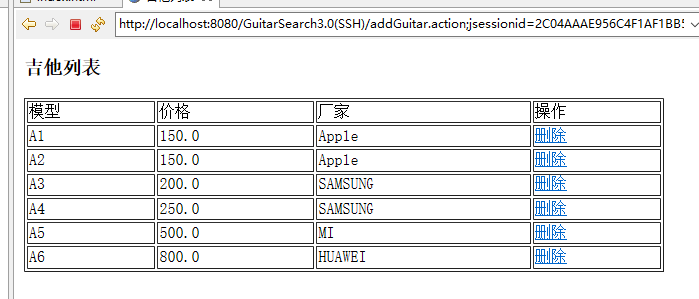 http://localhost:8080/GuitarSearch3.0(SSH)/addGuitar.action;jsessionid=2C04AAAE956C4F1AF1BB5
吉他列表
模型 价格 厂家 操作
A1 150.0 Apple 删除
A2 150.0 Apple 删除
A3 200.0 SAMSUNG 删除
A4 250.0 SAMSUNG 删除
A5 500.0 MI 删除
A6 800.0 HUAWEI 删除